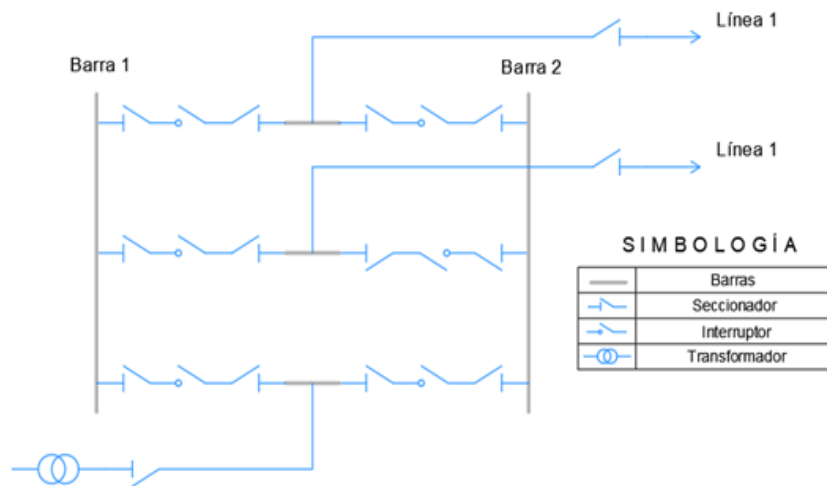 Línea 1
Barra 1
Barra 2
Línea 1
SIMBOLOGÍA
Barras
Seccionador
Interruptor
Transformador